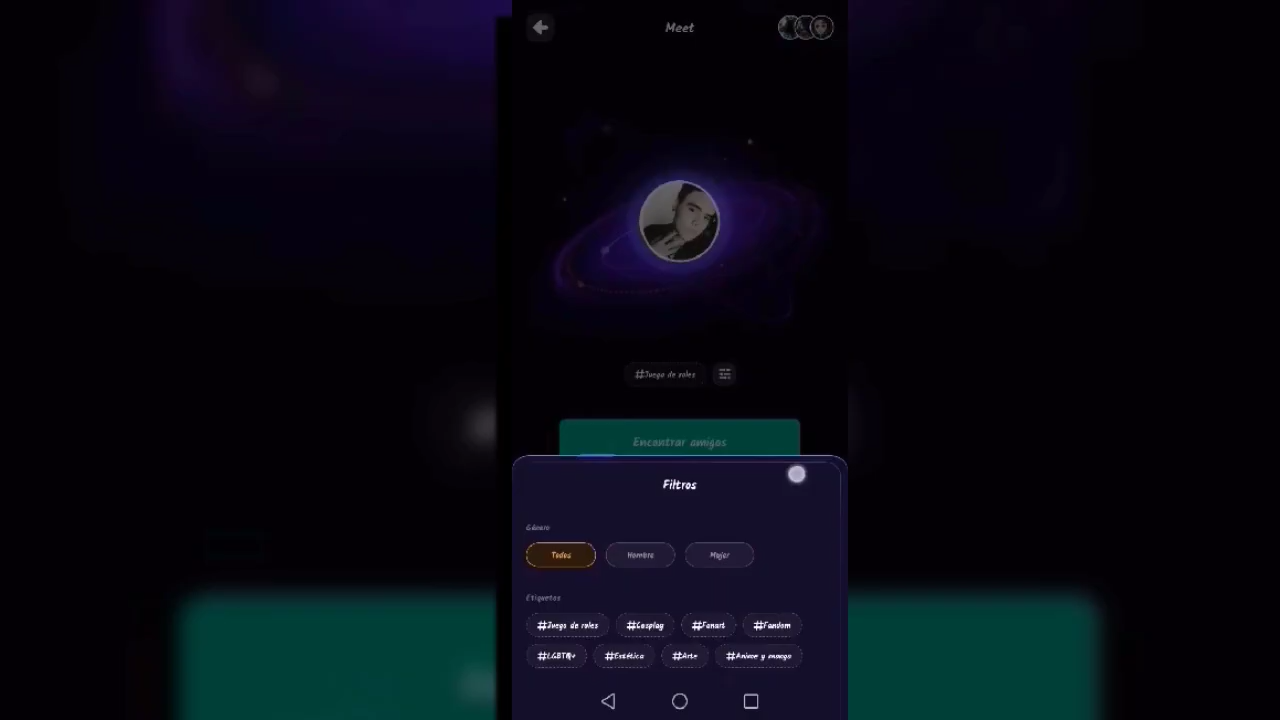 Meet
#Juego de roles
Encontrar amigos
Filtros
Género
Todos Hombre Mujer
Etiquetas
#Juego de roles #Cosplay #Fanart #Fandom
#LGBTQ+ #Estética #Arte #Anime y manga